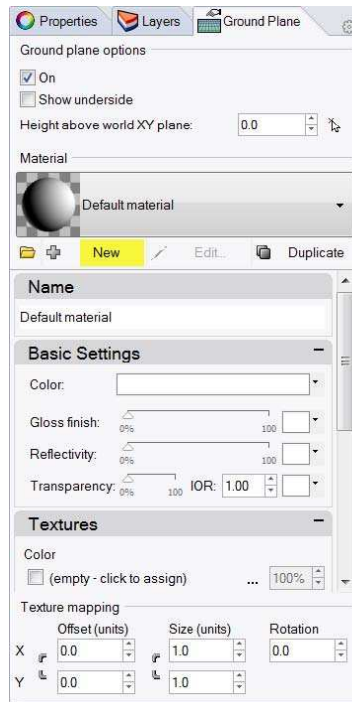 Properties Layers Ground Plane
Ground plane options
On
Show underside
Height above world XY plane: 0.0
Material
Default material
New Edit... Duplicate
Name
Default material
Basic Settings
Color:
Gloss finish: 0% 100
Reflectivity: 0% 100
Transparency: 0% 100 IOR: 1.00
Textures
Color
(empty - click to assign) ... 100%
Texture mapping
Offset (units) Size (units) Rotation
X 0.0 1.0 0.0
Y 0.0 1.0